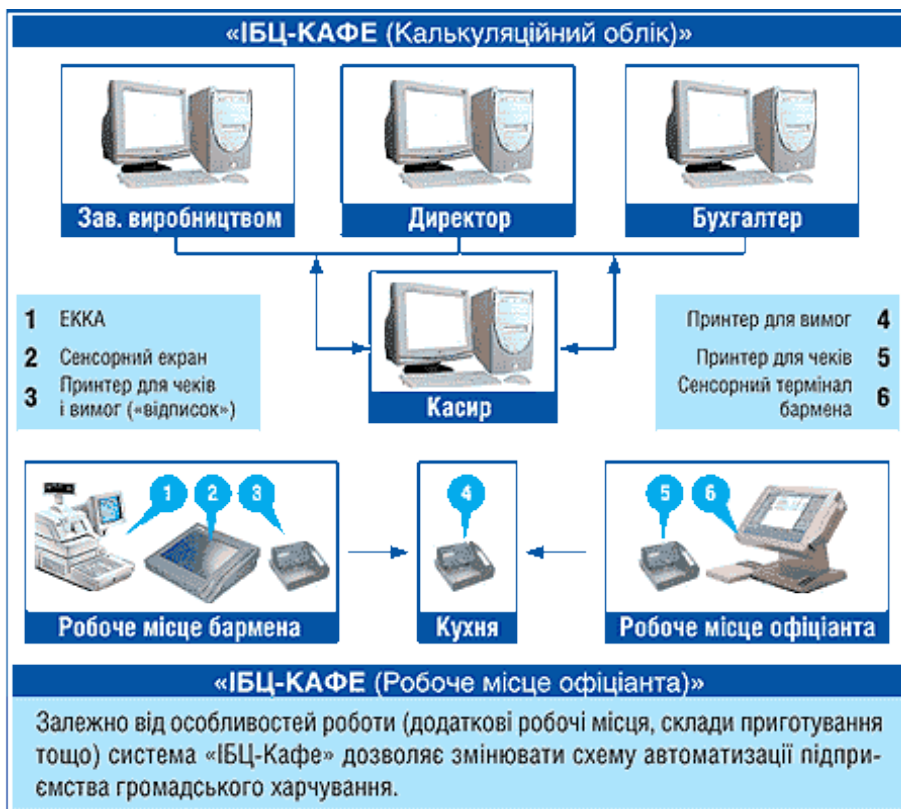 «ІБЦ-КАФЕ (Калькуляційний облік)»
Зав. виробництвом
Директор
Бухгалтер
1 ЕККА
2 Сенсорний екран
3 Принтер для чеків
і вимог («відписок»)
Принтер для вимог 4
Принтер для чеків 5
Сенсорний термінал 6
бармена
Касир
1 2 3
4
5 6
Робоче місце бармена
Кухня
Робоче місце офіціанта
«ІБЦ-КАФЕ (Робоче місце офіціанта)»
Залежно від особливостей роботи (додаткові робочі місця, склади приготування
тощо) система «ІБЦ-Кафе» дозволяє змінювати схему автоматизації підпри-
ємства громадського харчування.